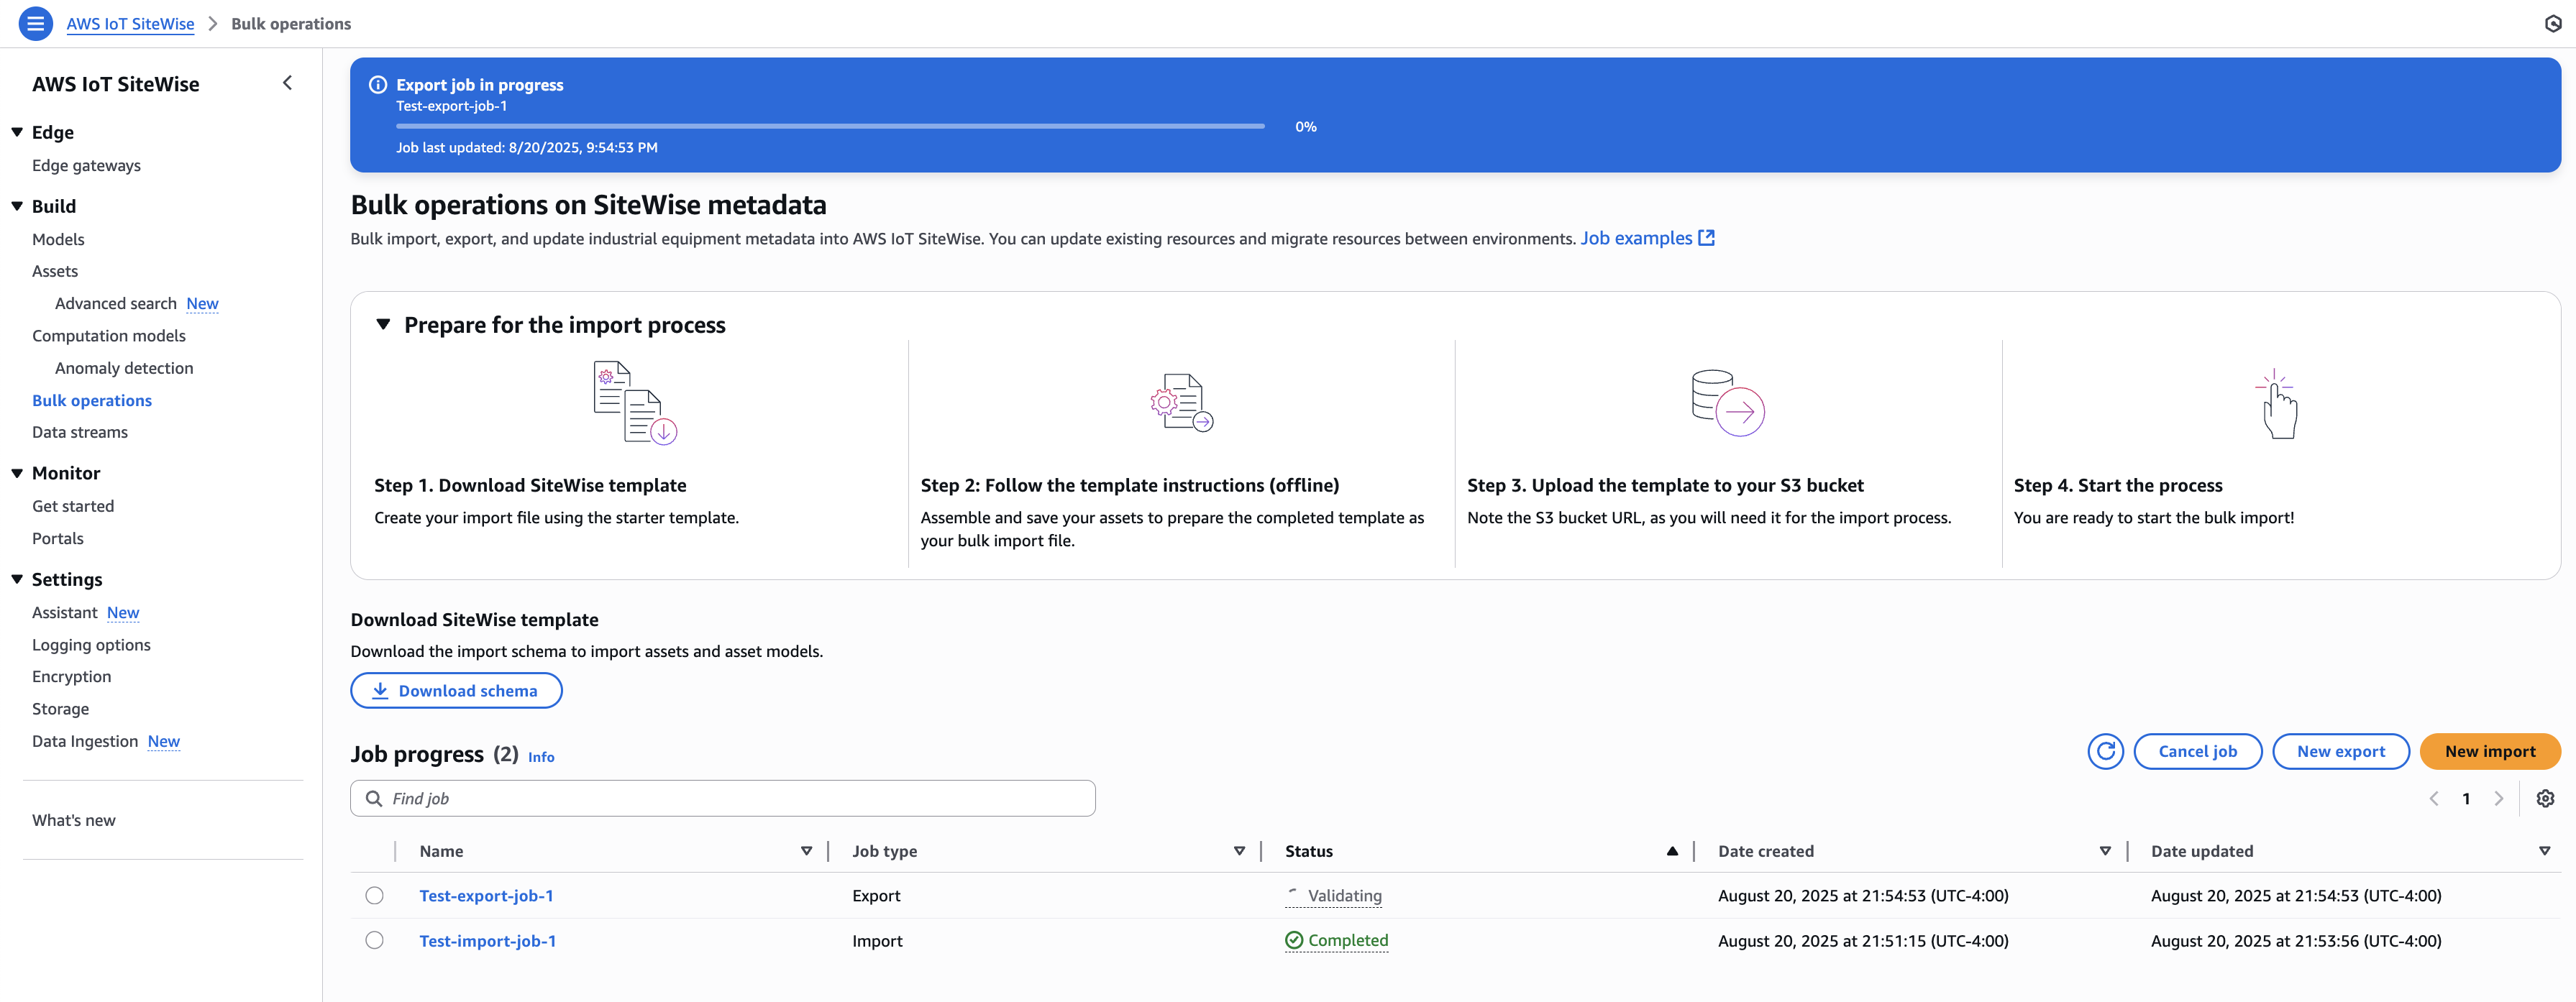 AWS IoT SiteWise > Bulk operations
AWS IoT SiteWise
Edge
Edge gateways
Build
Models
Assets
Advanced search New
Computation models
Anomaly detection
Bulk operations
Data streams
Monitor
Get started
Portals
Settings
Assistant New
Logging options
Encryption
Storage
Data Ingestion New
What's new
Export job in progress
Test-export-job-1
0%
Job last updated: 8/20/2025, 9:54:53 PM
Bulk operations on SiteWise metadata
Bulk import, export, and update industrial equipment metadata into AWS IoT SiteWise. You can update existing resources and migrate resources between environments. Job examples
Prepare for the import process
Step 1. Download SiteWise template
Create your import file using the starter template.
Step 2: Follow the template instructions (offline)
Assemble and save your assets to prepare the completed template as
your bulk import file.
Step 3. Upload the template to your S3 bucket
Note the S3 bucket URL, as you will need it for the import process.
Step 4. Start the process
You are ready to start the bulk import!
Download SiteWise template
Download the import schema to import assets and asset models.
Download schema
Job progress (2) Info
Cancel job
New export
New import
Find job
1
Name Job type Status Date created Date updated
Test-export-job-1 Export Validating August 20, 2025 at 21:54:53 (UTC-4:00) August 20, 2025 at 21:54:53 (UTC-4:00)
Test-import-job-1 Import Completed August 20, 2025 at 21:51:15 (UTC-4:00) August 20, 2025 at 21:53:56 (UTC-4:00)